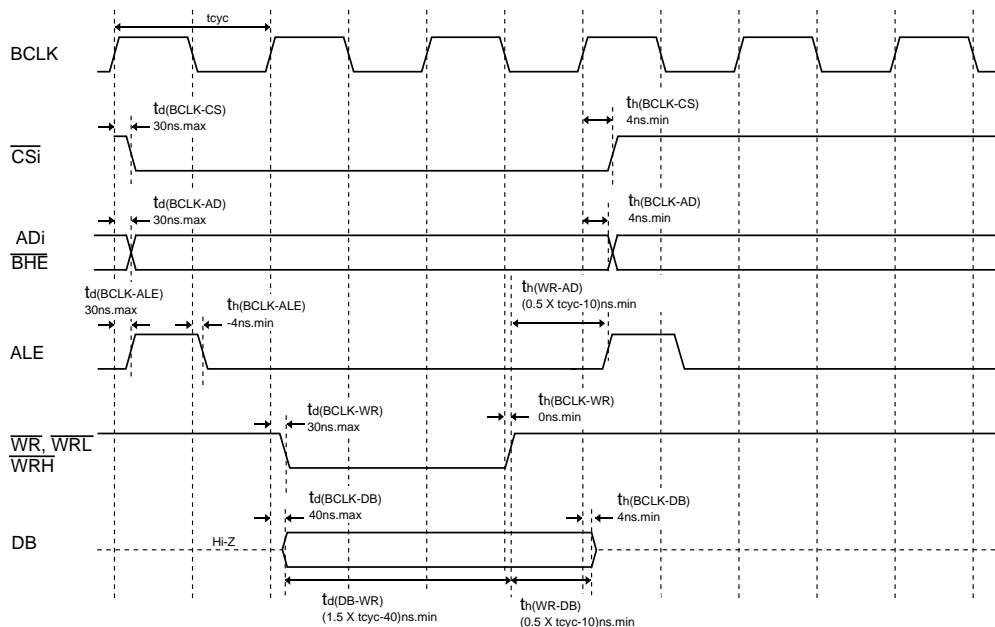 tcyc
BCLK
td(BCLK-CS)
30ns.max
th(BCLK-CS)
4ns.min
CSi
td(BCLK-AD)
30ns.max
th(BCLK-AD)
4ns.min
ADi
BHE
td(BCLK-ALE)
30ns.max
th(BCLK-ALE)
-4ns.min
th(WR-AD)
(0.5 X tcyc-10)ns.min
ALE
td(BCLK-WR)
30ns.max
th(BCLK-WR)
0ns.min
WR, WRL
WRH
td(BCLK-DB)
40ns.max
th(BCLK-DB)
4ns.min
DB
Hi-Z
td(DB-WR)
(1.5 X tcyc-40)ns.min
th(WR-DB)
(0.5 X tcyc-10)ns.min